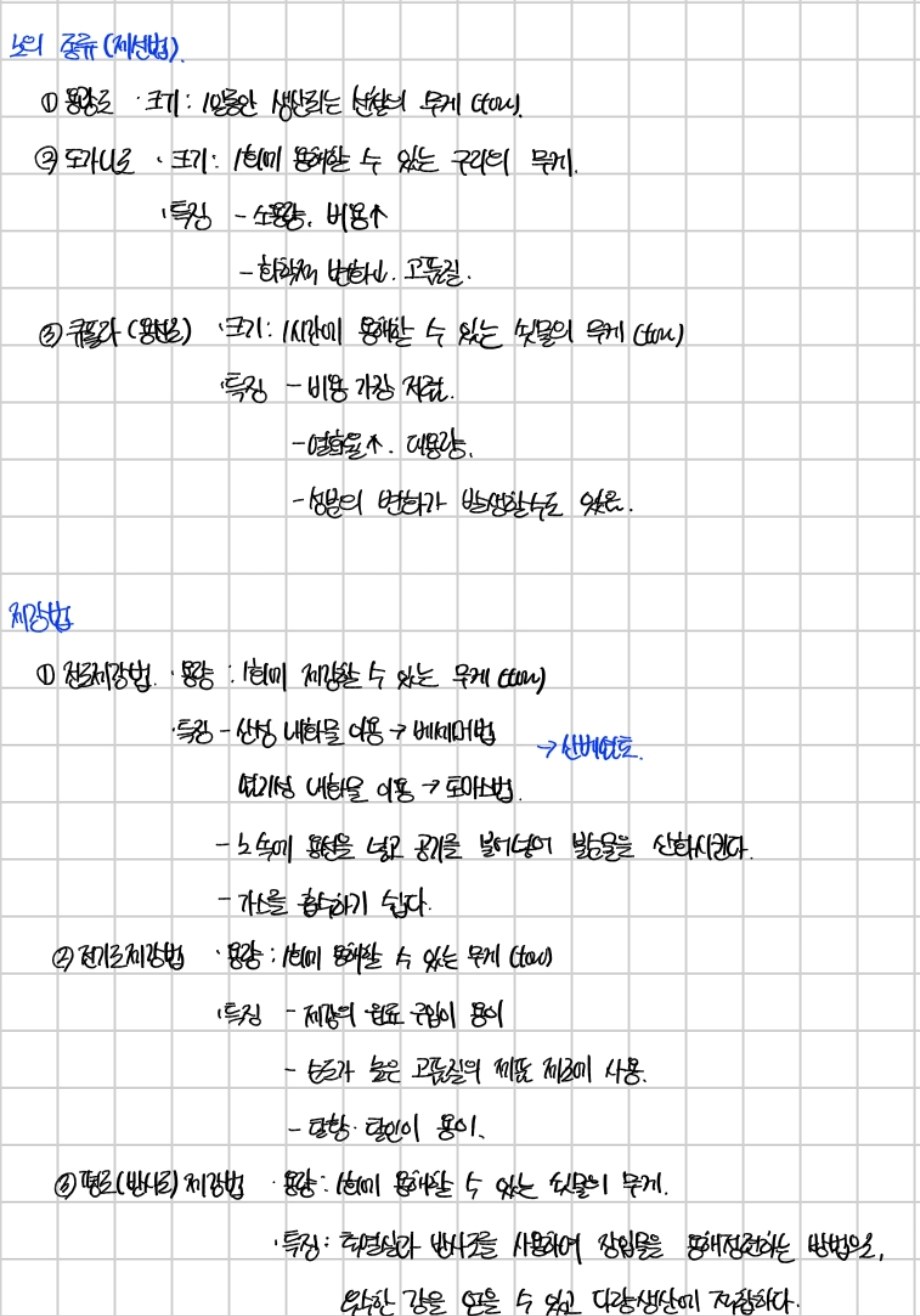 노의 종류 (제선법).
① 용광로 · 크기 : 1일동안 생산되는 선철의 무게 (ton).
② 도가니로 · 크기 : 1회에 용해할 수 있는 구리의 무게.
· 특징 - 소용량. 비용↑
- 화학적 변화↓. 고품질.
③ 큐폴라 (용선로) · 크기 : 1시간에 용해할 수 있는 쇳물의 무게 (ton)
· 특징 - 비용 가장 저렴.
- 열효율↑. 대용량.
- 성분의 변화가 발생할수도 있음.
제강법
① 전로제강법. · 용량 : 1회에 제강할 수 있는 무게 (ton)
· 특징 - 산성 내화물 이용 → 베세머법
→ 산베염토.
염기성 내화물 이용 → 토마스법.
- 노 속에 용선을 넣고 공기를 불어넣어 불순물을 산화시킨다.
- 가스를 흡수하기 쉽다.
② 전기로제강법 · 용량 : 1회에 용해할 수 있는 무게 (ton)
· 특징 - 제강의 원료 구입이 용이
- 순도가 높은 고품질의 제품 제조에 사용.
- 탈황 · 탈인이 용이.
③ 평로(반사로) 제강법 · 용량 : 1회에 용해할 수 있는 쇳물의 무게.
· 특징 : 축열실과 반사로를 사용하여 장입물을 용해정련하는 방법으로,
우수한 강을 얻을 수 있고 다량생산에 적합하다.